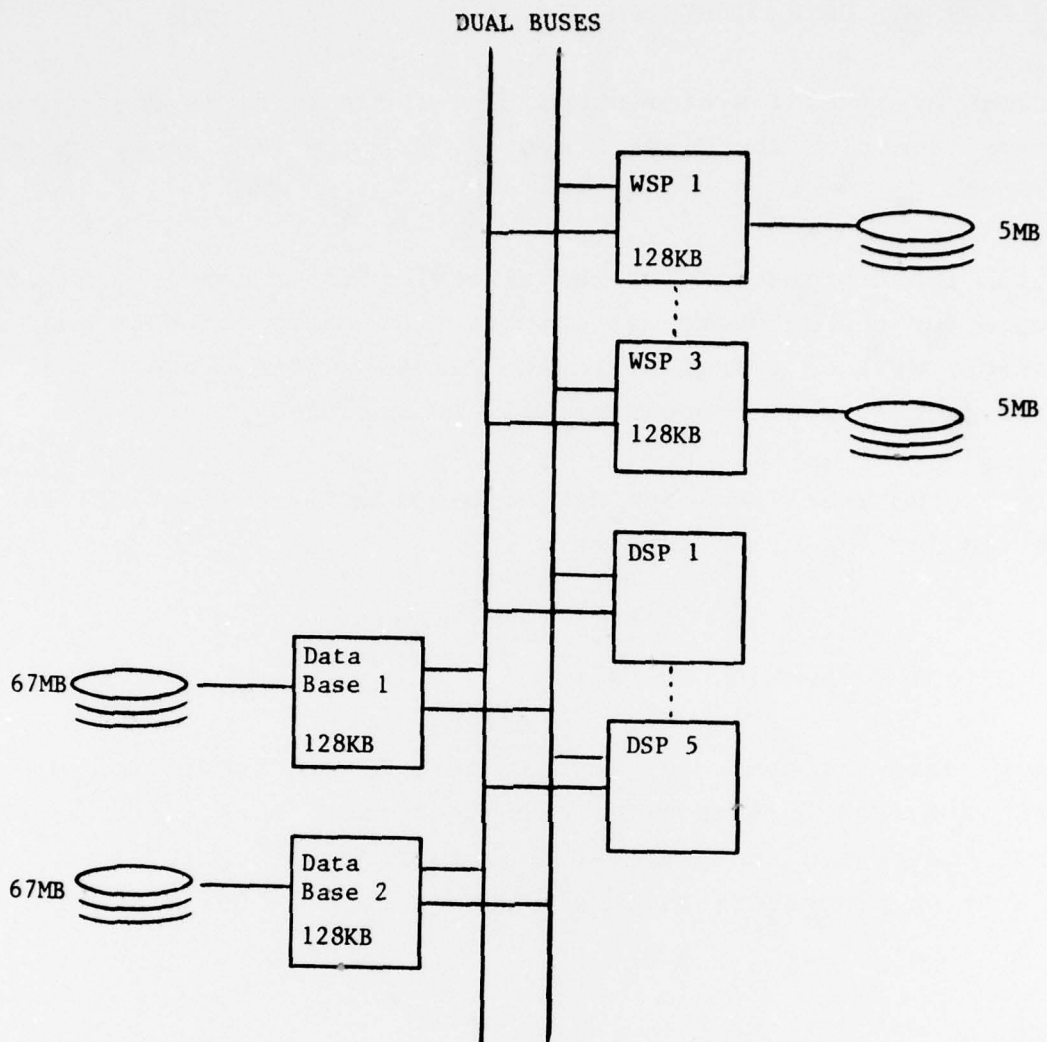 DUAL BUSES
WSP 1
128KB
5MB
WSP 3
128KB
5MB
DSP 1
67MB
Data
Base 1
128KB
DSP 5
67MB
Data
Base 2
128KB